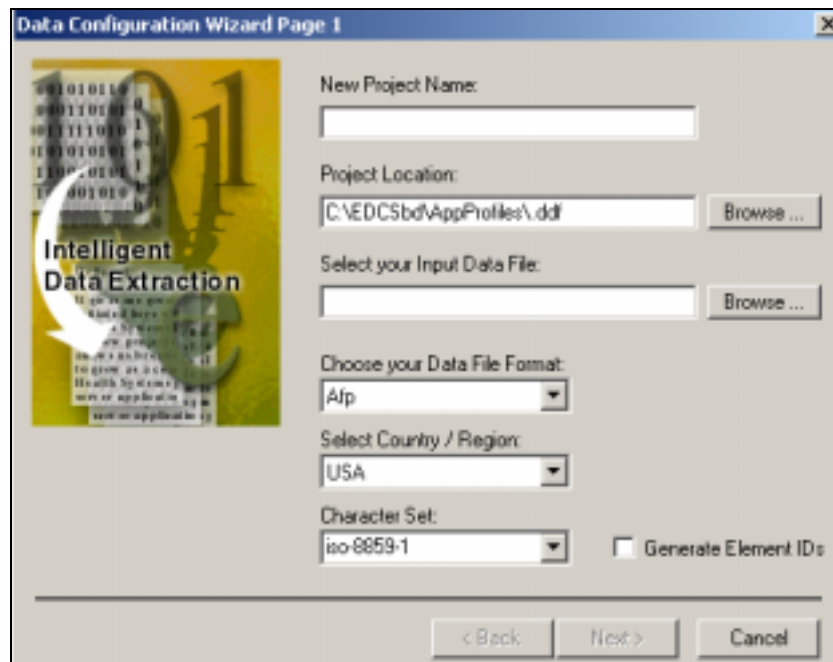 Data Configuration Wizard Page 1
New Project Name:
Project Location:
C:\EDCSbd\AppProfiles\.ddf
Browse ...
Select your Input Data File:
Browse ...
Choose your Data File Format:
Afp
Select Country / Region:
USA
Character Set:
iso-8859-1
Generate Element IDs
Intelligent
Data Extraction
< Back
Next >
Cancel